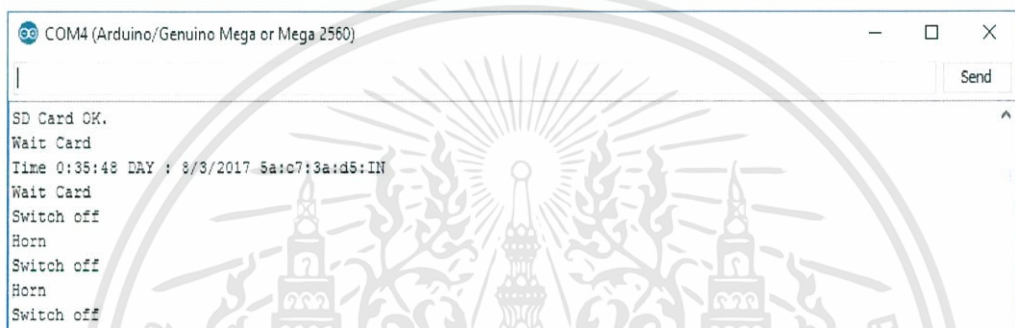 COM4 (Arduino/Genuino Mega or Mega 2560)
Send
SD Card OK.
Wait Card
Time 0:35:48 DAY : 8/3/2017 5a:c7:3a:d5:IN
Wait Card
Switch off
Horn
Switch off
Horn
Switch off